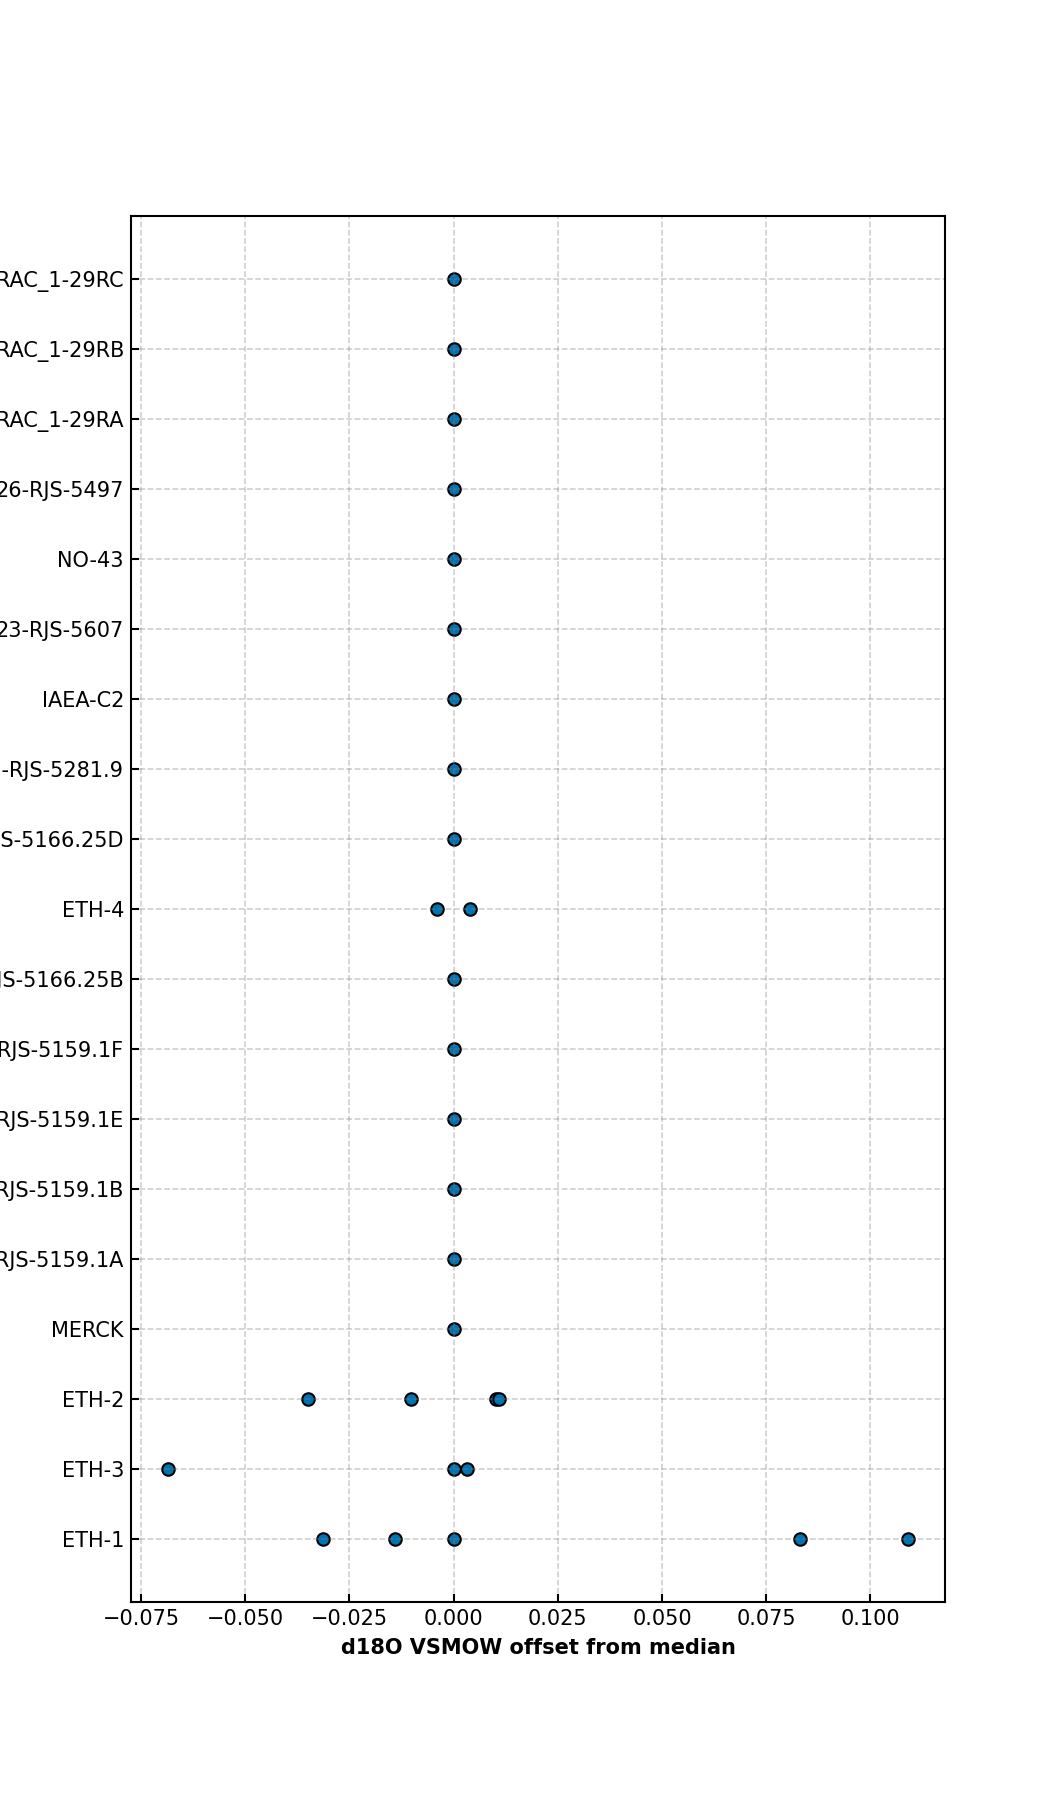 RAC_1-29RC
RAC_1-29RB
RAC_1-29RA
26-RJS-5497
NO-43
23-RJS-5607
IAEA-C2
-RJS-5281.9
S-5166.25D
ETH-4
JS-5166.25B
RJS-5159.1F
RJS-5159.1E
RJS-5159.1B
RJS-5159.1A
MERCK
ETH-2
ETH-3
ETH-1
−0.075 −0.050 −0.025 0.000 0.025 0.050 0.075 0.100
d18O VSMOW offset from median